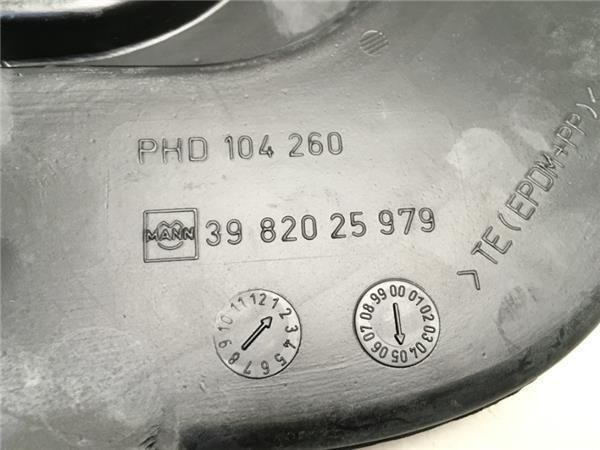 PHD 104 260
MANN 39 820 25 979
>TE(EPDM+PP)<
1 2 3 4 5 6 7 8 9 10 11 12
99 00 01 02 03 04 05 06 07 08